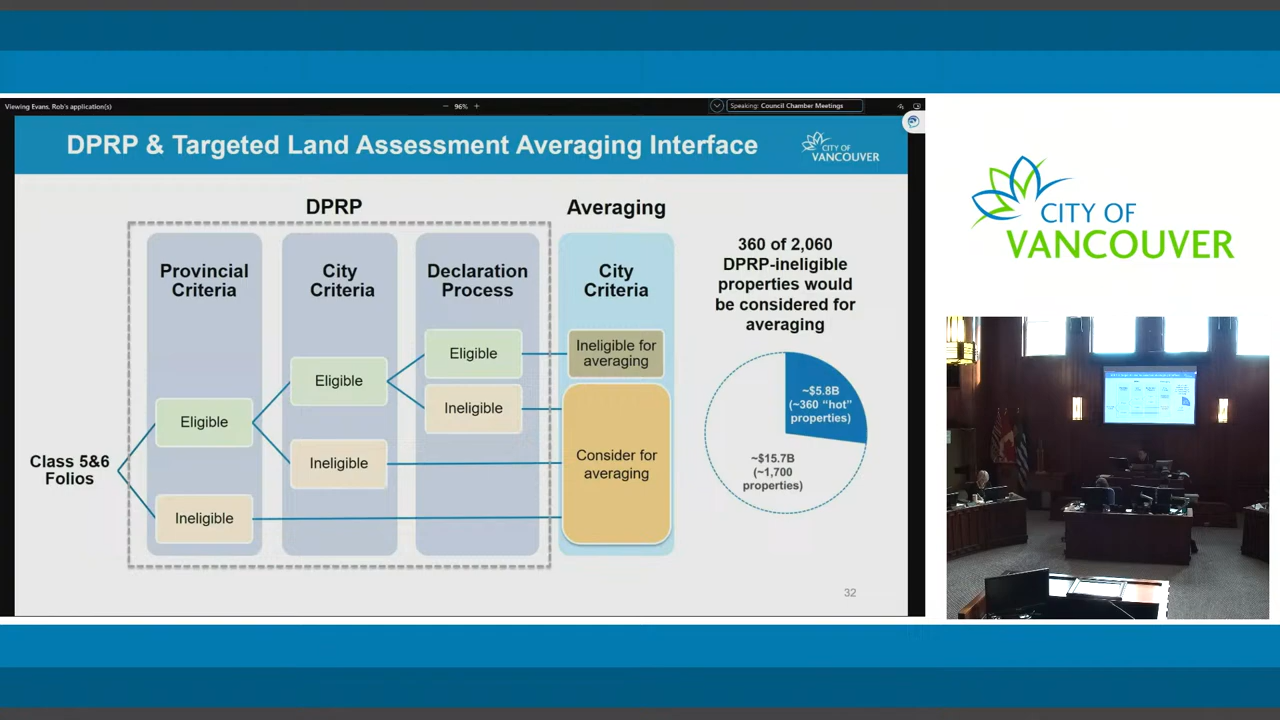 Viewing Evans, Rob's application(s)
− 96% +
Speaking: Council Chamber Meetings
DPRP & Targeted Land Assessment Averaging Interface
CITY OF
VANCOUVER
DPRP
Averaging
Provincial
Criteria
City
Criteria
Declaration
Process
City
Criteria
Eligible
Ineligible for
averaging
Eligible
Ineligible
Eligible
Ineligible
Consider for
averaging
Class 5&6
Folios
Ineligible
360 of 2,060
DPRP-ineligible
properties would
be considered for
averaging
~$5.8B
(~360 “hot”
properties)
~$15.7B
(~1,700
properties)
32
CITY OF
VANCOUVER